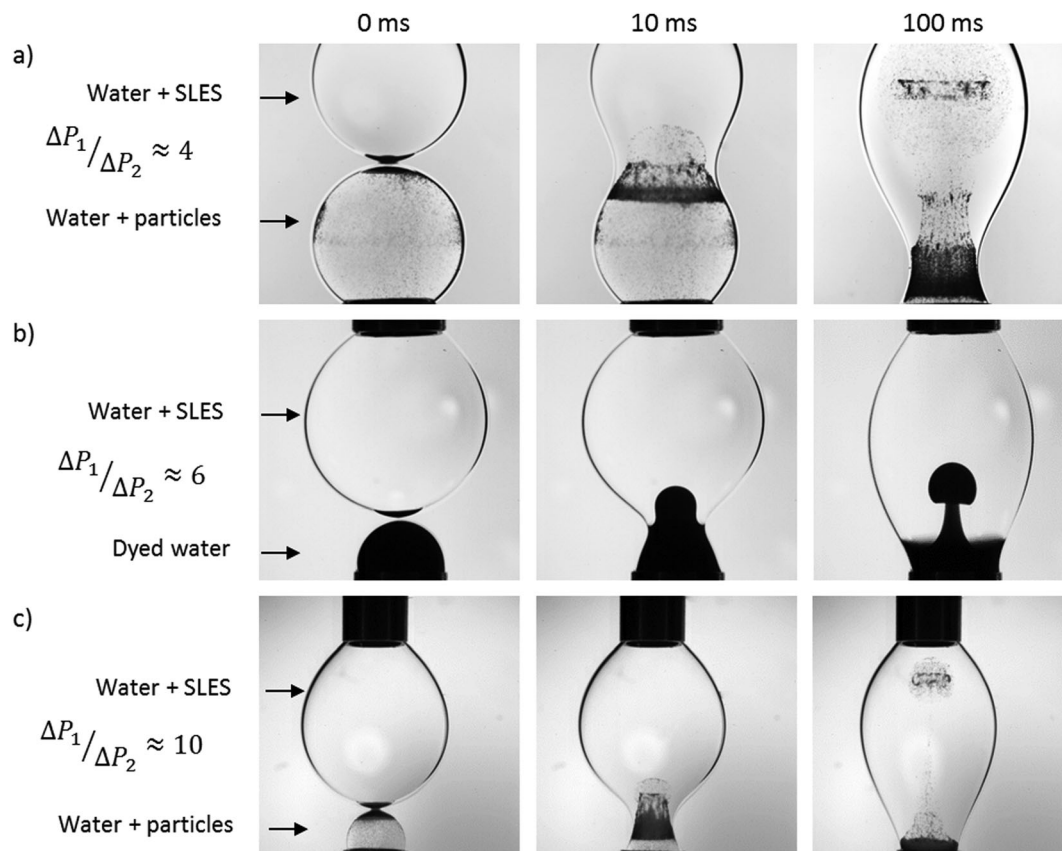 0 ms 10 ms 100 ms
a)
Water + SLES
ΔP₁/ΔP₂ ≈ 4
Water + particles
b)
Water + SLES
ΔP₁/ΔP₂ ≈ 6
Dyed water
c)
Water + SLES
ΔP₁/ΔP₂ ≈ 10
Water + particles